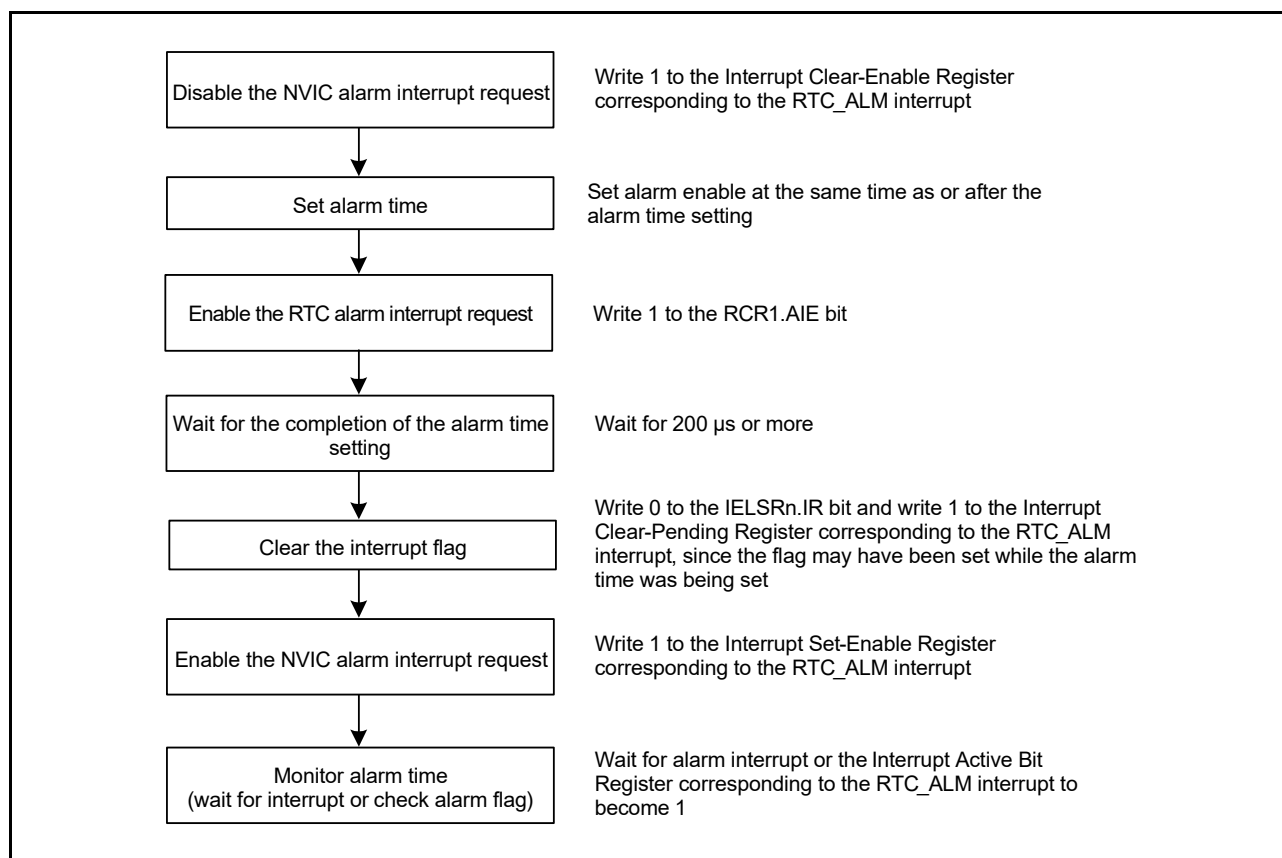 Disable the NVIC alarm interrupt request
Write 1 to the Interrupt Clear-Enable Register
corresponding to the RTC_ALM interrupt
Set alarm time
Set alarm enable at the same time as or after the
alarm time setting
Enable the RTC alarm interrupt request
Write 1 to the RCR1.AIE bit
Wait for the completion of the alarm time
setting
Wait for 200 µs or more
Clear the interrupt flag
Write 0 to the IELSRn.IR bit and write 1 to the Interrupt
Clear-Pending Register corresponding to the RTC_ALM
interrupt, since the flag may have been set while the alarm
time was being set
Enable the NVIC alarm interrupt request
Write 1 to the Interrupt Set-Enable Register
corresponding to the RTC_ALM interrupt
Monitor alarm time
(wait for interrupt or check alarm flag)
Wait for alarm interrupt or the Interrupt Active Bit
Register corresponding to the RTC_ALM interrupt to
become 1